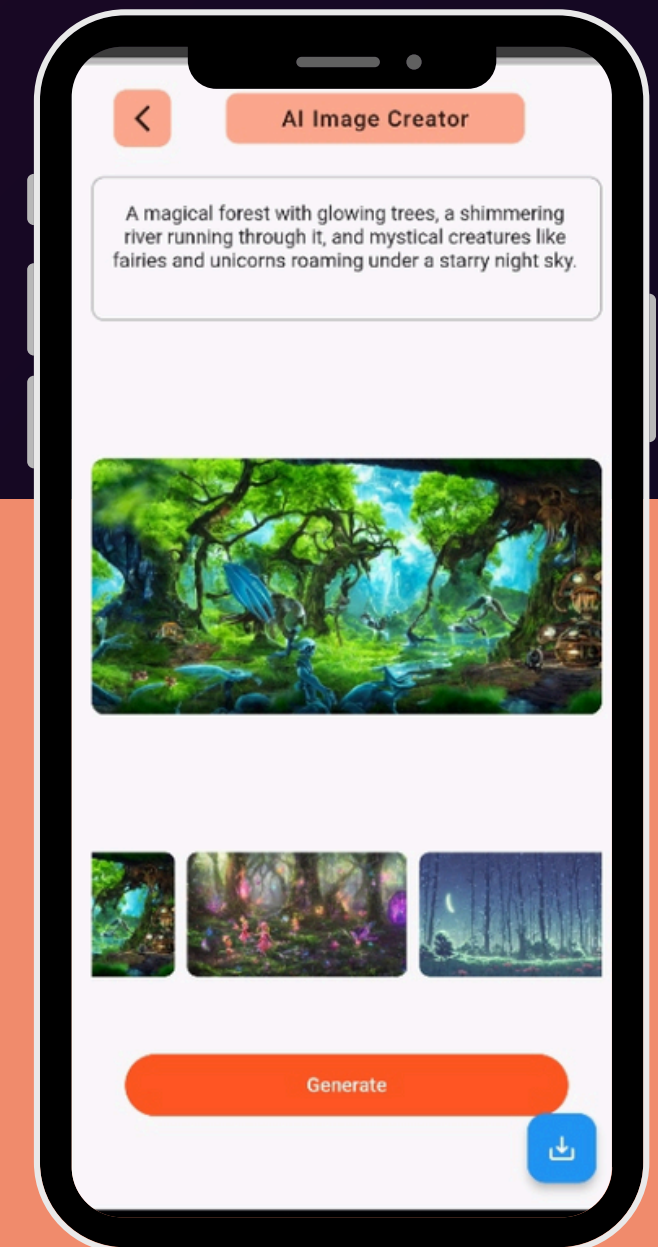 AI Image Creator
A magical forest with glowing trees, a shimmering
river running through it, and mystical creatures like
fairies and unicorns roaming under a starry night sky.
Generate